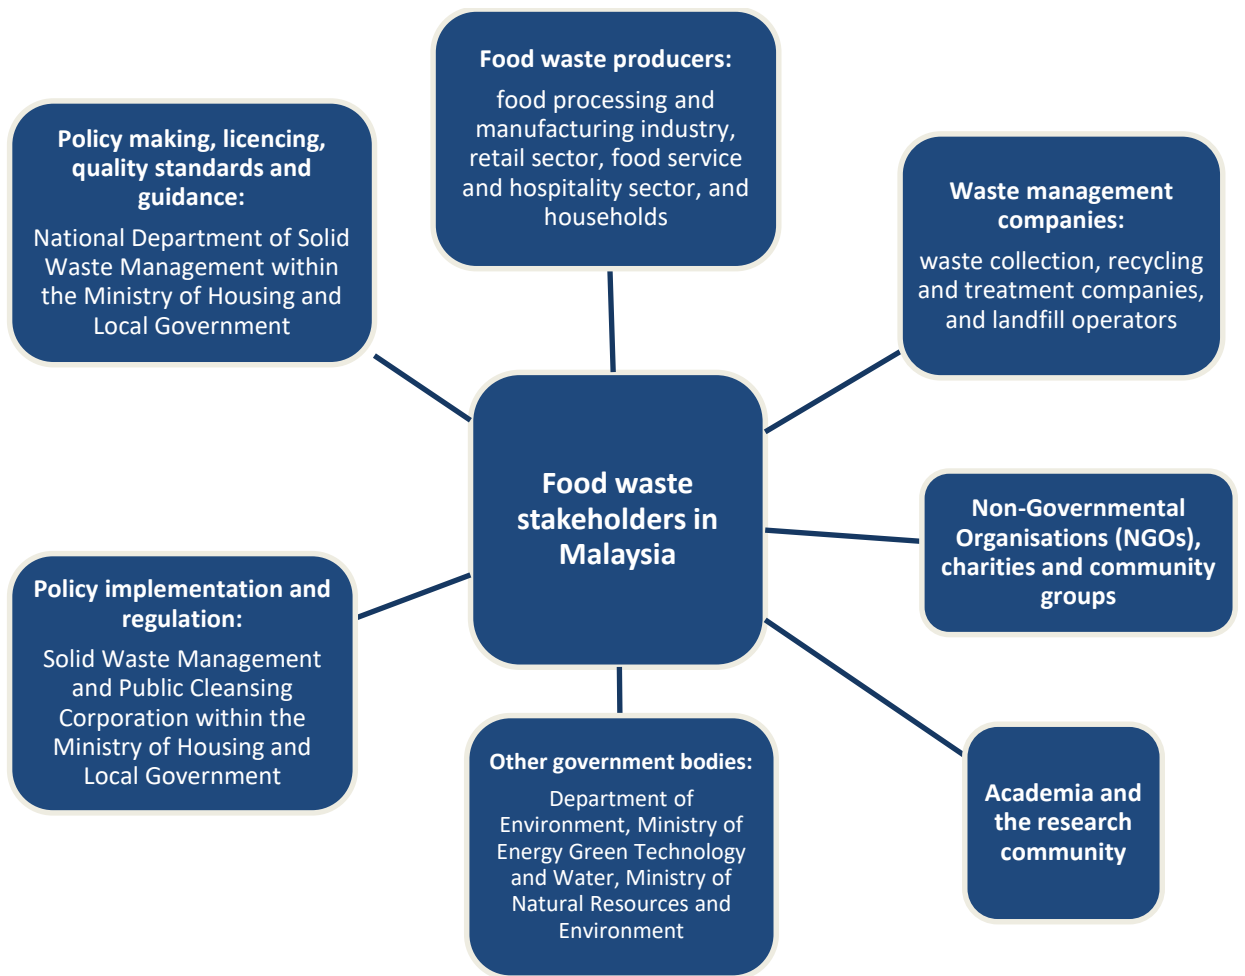 Food waste producers:
food processing and
manufacturing industry,
retail sector, food service
and hospitality sector, and
households
Policy making, licencing,
quality standards and
guidance:
National Department of Solid
Waste Management within
the Ministry of Housing and
Local Government
Waste management
companies:
waste collection, recycling
and treatment companies,
and landfill operators
Food waste
stakeholders in
Malaysia
Non-Governmental
Organisations (NGOs),
charities and community
groups
Policy implementation and
regulation:
Solid Waste Management
and Public Cleansing
Corporation within the
Ministry of Housing and
Local Government
Other government bodies:
Department of
Environment, Ministry of
Energy Green Technology
and Water, Ministry of
Natural Resources and
Environment
Academia and
the research
community